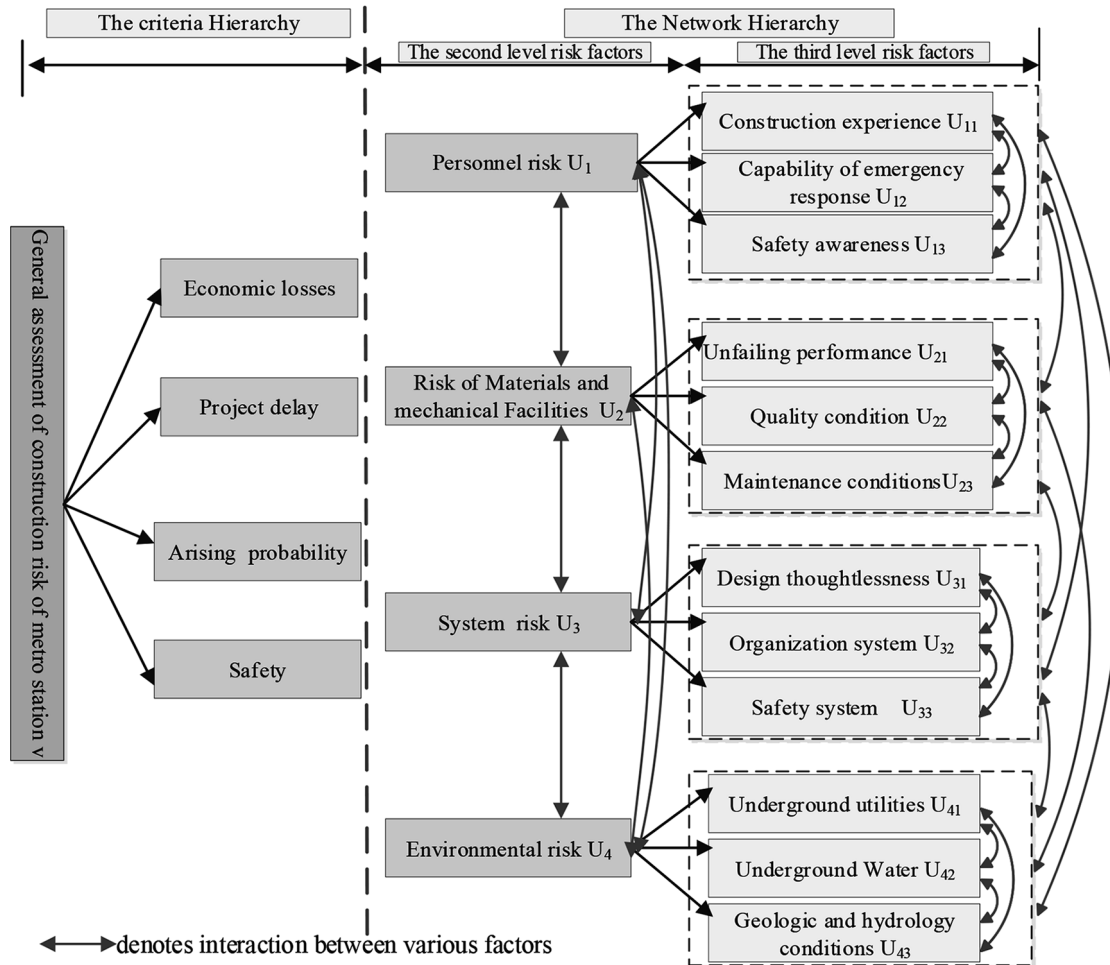 The criteria Hierarchy
The Network Hierarchy
The second level risk factors
The third level risk factors
General assessment of construction risk of metro station v
Economic losses
Project delay
Arising probability
Safety
Personnel risk U1
Risk of Materials and
mechanical Facilities U2
System risk U3
Environmental risk U4
Construction experience U11
Capability of emergency
response U12
Safety awareness U13
Unfailing performance U21
Quality condition U22
Maintenance conditionsU23
Design thoughtlessness U31
Organization system U32
Safety system U33
Underground utilities U41
Underground Water U42
Geologic and hydrology
conditions U43
denotes interaction between various factors